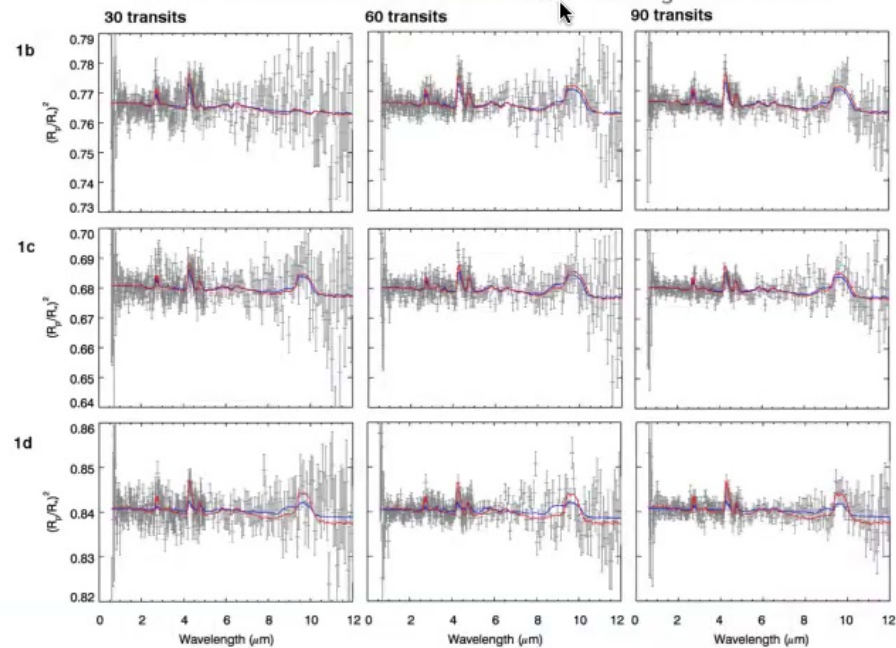 30 transits 60 transits 90 transits
1b
0.79
0.78
0.77
0.76
0.75
0.74
0.73
(Rp/R*)²
1c
0.70
0.69
0.68
0.67
0.66
0.65
0.64
(Rp/R*)²
1d
0.86
0.85
0.84
0.83
0.82
(Rp/R*)²
0 2 4 6 8 10 12 0 2 4 6 8 10 12 0 2 4 6 8 10 12
Wavelength (μm) Wavelength (μm) Wavelength (μm)